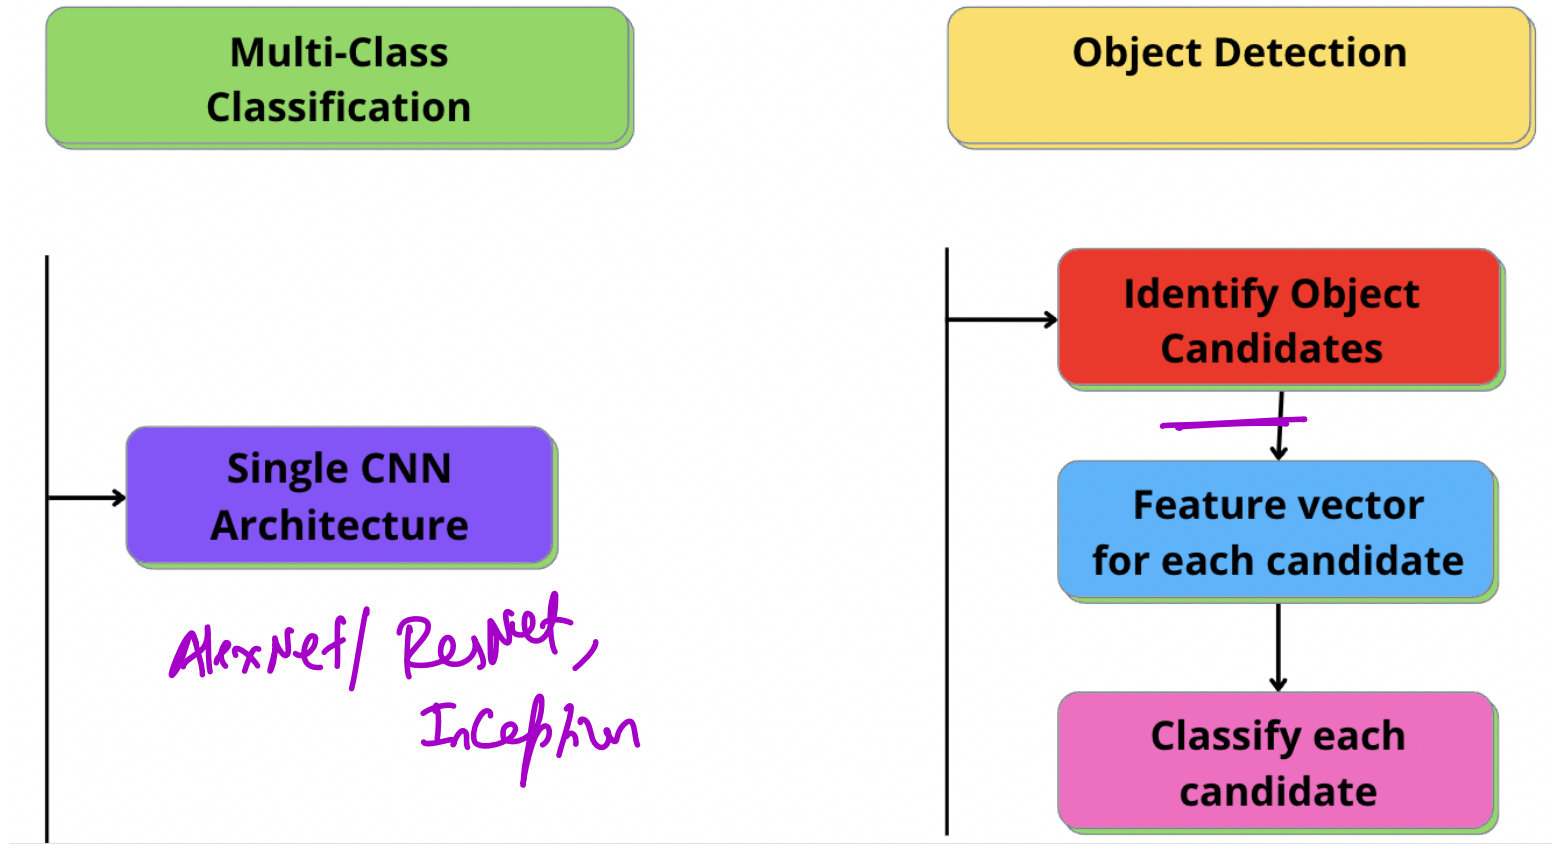 Multi-Class
Classification
Single CNN
Architecture
AlexNet/ ResNet,
InCeption
Object Detection
Identify Object
Candidates
Feature vector
for each candidate
Classify each
candidate